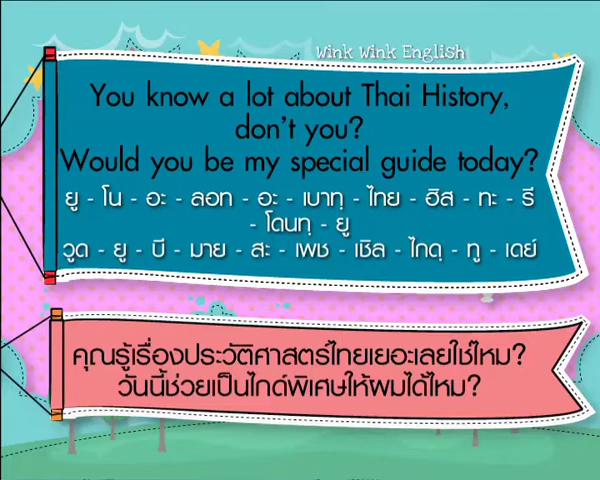 Wink Wink English
You know a lot about Thai History,
don't you?
Would you be my special guide today?
ยู - โน - อะ - ลอท - อะ - เบาทฺ - ไทย - ฮิส - ทะ - รี
- โดนทฺ - ยู
วูด - ยู - บี - มาย - สะ - เพช - เชิล - ไกดฺ - ทู - เดย์
คุณรู้เรื่องประวัติศาสตร์ไทยเยอะเลยใช่ไหม?
วันนี้ช่วยเป็นไกด์พิเศษให้ผมได้ไหม?